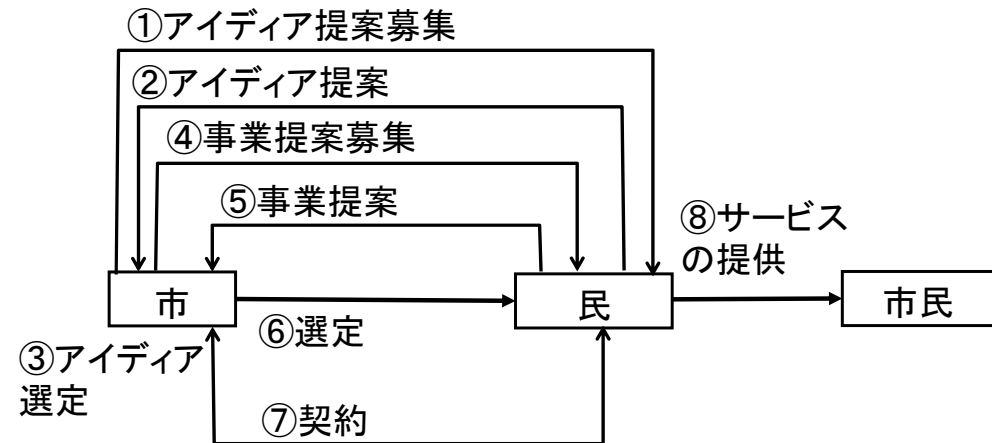 ①アイディア提案募集
②アイディア提案
④事業提案募集
⑤事業提案
⑧サービス
の提供
市
民
市民
⑥選定
③アイディア
選定
⑦契約